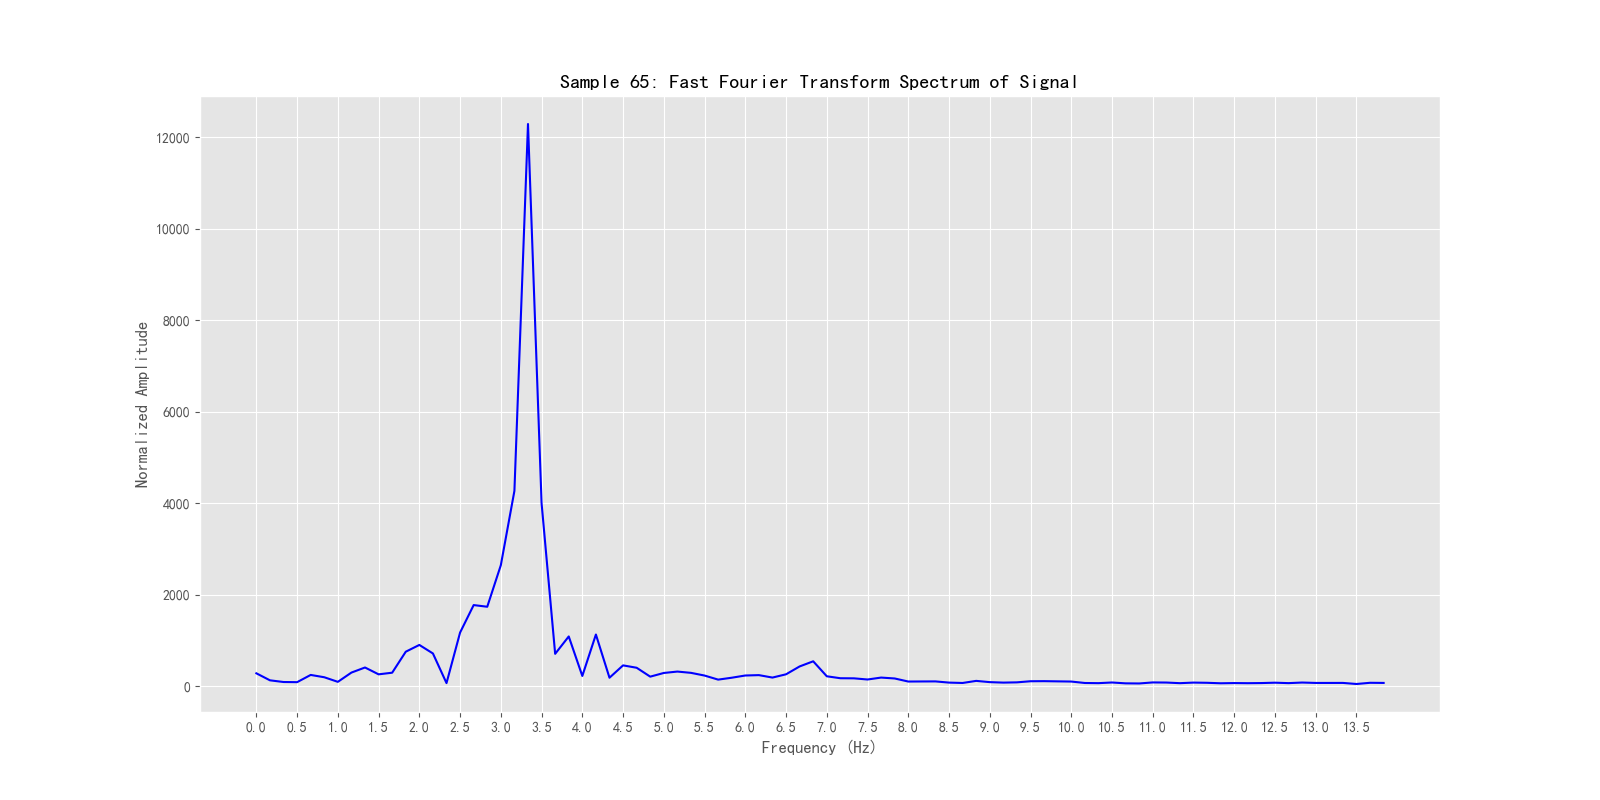 Sample 65: Fast Fourier Transform Spectrum of Signal
Normalized Amplitude
12000
10000
8000
6000
4000
2000
0
0.0 0.5 1.0 1.5 2.0 2.5 3.0 3.5 4.0 4.5 5.0 5.5 6.0 6.5 7.0 7.5 8.0 8.5 9.0 9.5 10.0 10.5 11.0 11.5 12.0 12.5 13.0 13.5
Frequency (Hz)